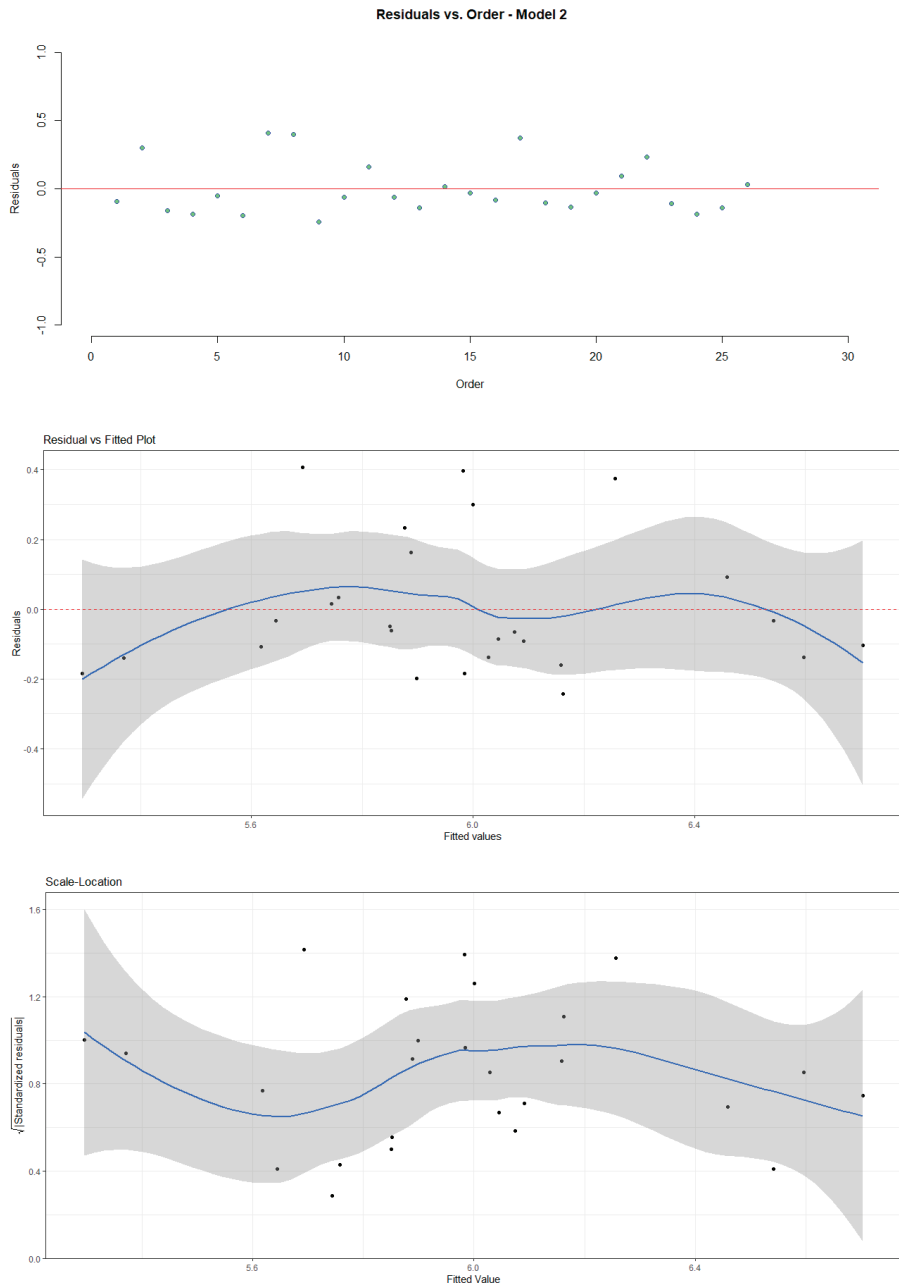 Residuals vs. Order - Model 2
1.0
0.5
0.0
-0.5
-1.0
Residuals
0 5 10 15 20 25 30
Order
Residual vs Fitted Plot
0.4
0.2
0.0
-0.2
-0.4
Residuals
5.6 6.0 6.4
Fitted values
Scale-Location
1.6
1.2
0.8
0.4
0.0
√|Standardized residuals|
5.6 6.0 6.4
Fitted Value